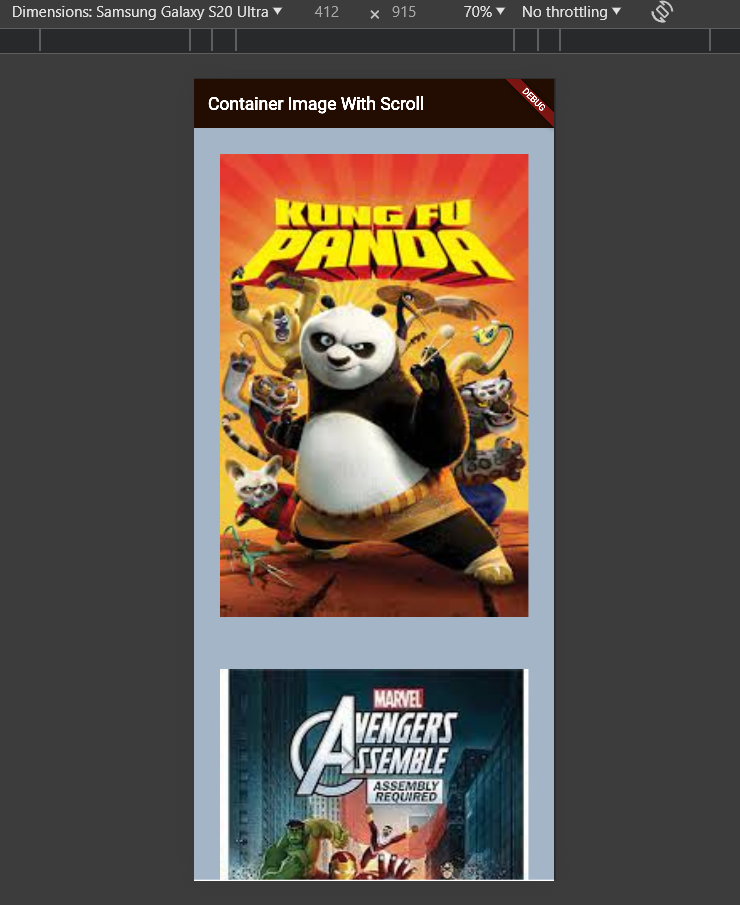 Dimensions: Samsung Galaxy S20 Ultra ▼ 412 × 915 70% ▼ No throttling ▼
Container Image With Scroll
DEBUG
KUNG FU
PANDA
MARVEL
AVENGERS
ASSEMBLE
ASSEMBLY
REQUIRED